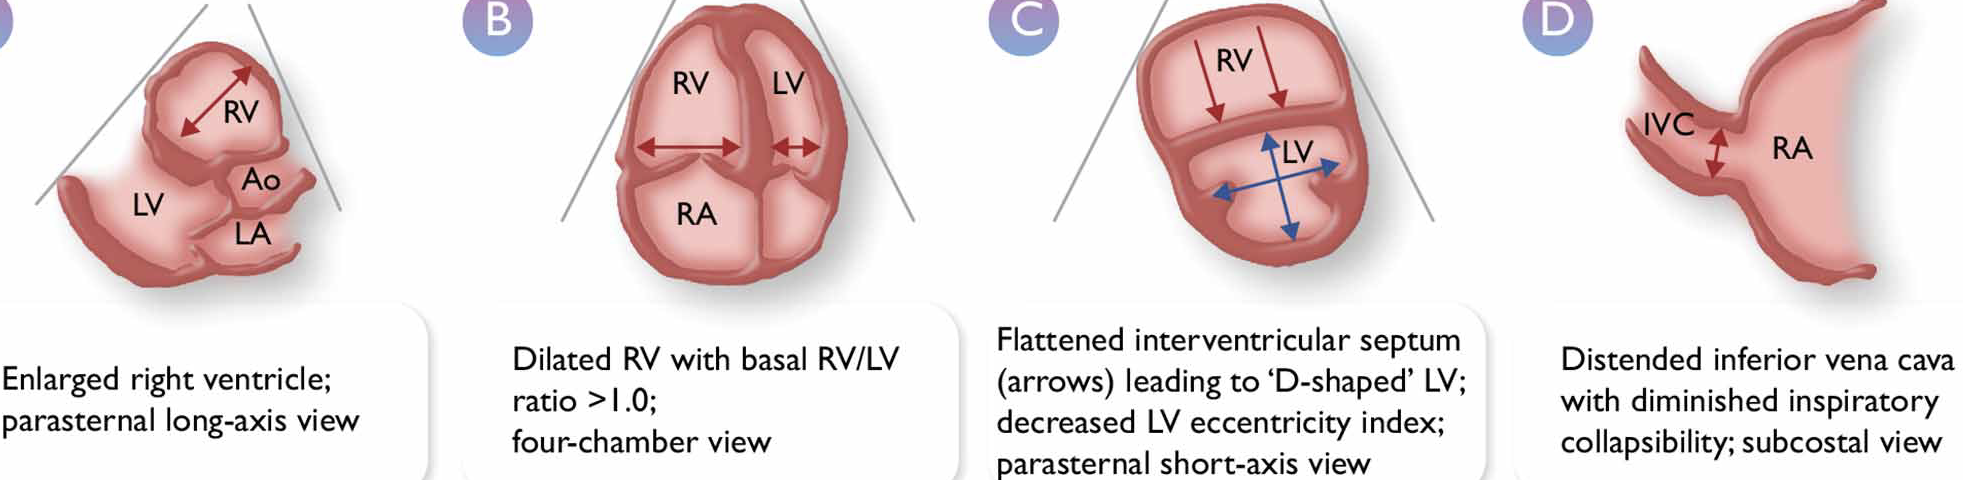 B
C
D
RV
LV
Ao
LA
RV
LV
RA
RV
LV
IVC
RA
Enlarged right ventricle;
parasternal long-axis view
Dilated RV with basal RV/LV
ratio >1.0;
four-chamber view
Flattened interventricular septum
(arrows) leading to ‘D-shaped’ LV;
decreased LV eccentricity index;
parasternal short-axis view
Distended inferior vena cava
with diminished inspiratory
collapsibility; subcostal view